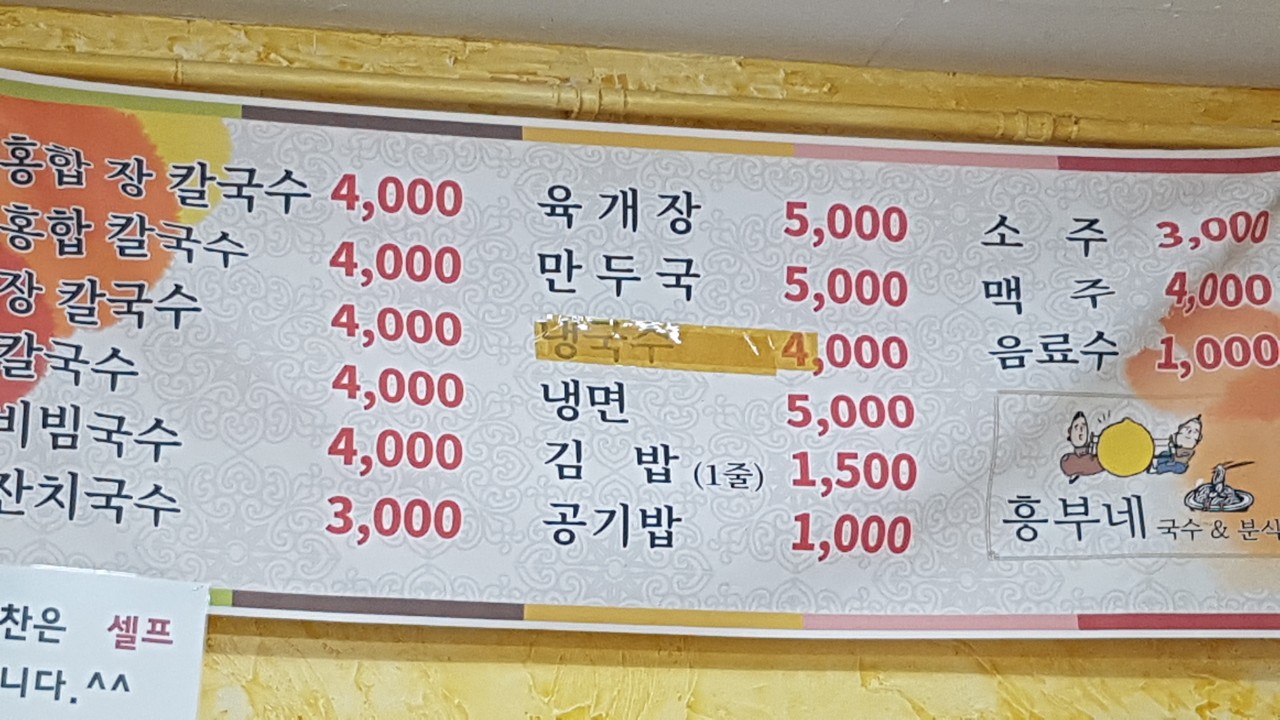 홍합 장 칼국수 4,000
홍합 칼국수 4,000
장 칼국수 4,000
칼국수 4,000
비빔국수 4,000
잔치국수 3,000
육개장 5,000
만두국 5,000
냉국수 4,000
냉면 5,000
김 밥 (1줄) 1,500
공기밥 1,000
소 주 3,000
맥 주 4,000
음료수 1,000
흥부네 국수 & 분식
찬은 셀프
니다.^^